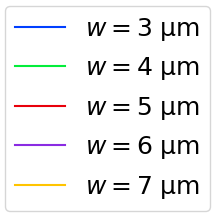 w = 3 μm
w = 4 μm
w = 5 μm
w = 6 μm
w = 7 μm